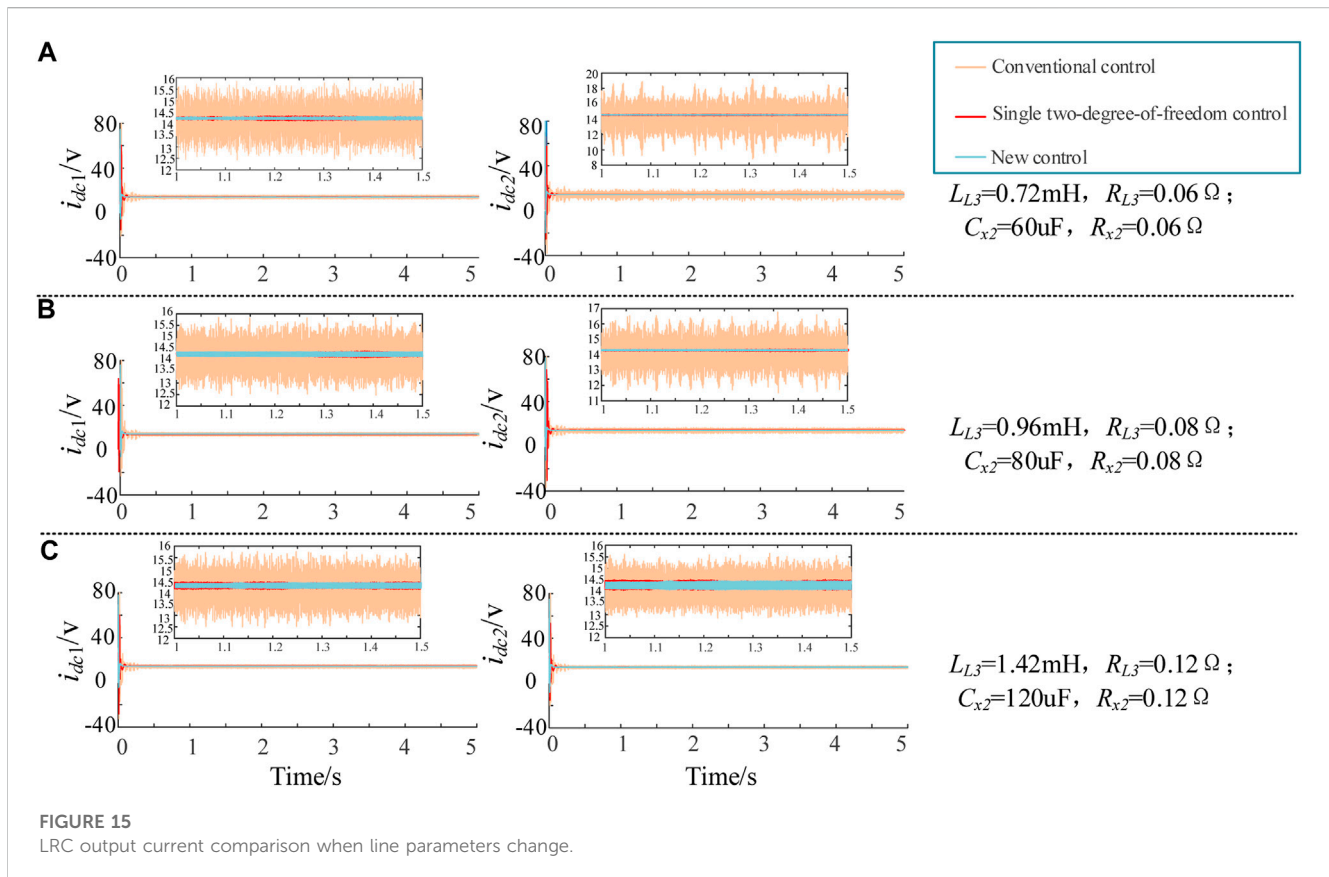 A
16
15.5
15
14.5
14
13.5
13
12.5
12
1 1.1 1.2 1.3 1.4 1.5
80
40
0
-40
i_dc1/v
0 1 2 3 4 5
20
18
16
14
12
10
8
1 1.1 1.2 1.3 1.4 1.5
80
40
0
-40
i_dc2/v
0 1 2 3 4 5
Conventional control
Single two-degree-of-freedom control
New control
L_L3=0.72mH, R_L3=0.06 Ω;
C_x2=60uF, R_x2=0.06 Ω
B
16
15.5
15
14.5
14
13.5
13
12.5
12
1 1.1 1.2 1.3 1.4 1.5
80
40
0
-40
i_dc1/v
0 1 2 3 4 5
17
16
15
14
13
12
11
1 1.1 1.2 1.3 1.4 1.5
80
40
0
-40
i_dc2/v
0 1 2 3 4 5
L_L3=0.96mH, R_L3=0.08 Ω;
C_x2=80uF, R_x2=0.08 Ω
C
16
15.5
15
14.5
14
13.5
13
12.5
12
1 1.1 1.2 1.3 1.4 1.5
80
40
0
-40
i_dc1/v
0 1 2 3 4 5
Time/s
16
15.5
15
14.5
14
13.5
13
12.5
12
1 1.1 1.2 1.3 1.4 1.5
80
40
0
-40
i_dc2/v
0 1 2 3 4 5
Time/s
L_L3=1.42mH, R_L3=0.12 Ω;
C_x2=120uF, R_x2=0.12 Ω
FIGURE 15
LRC output current comparison when line parameters change.